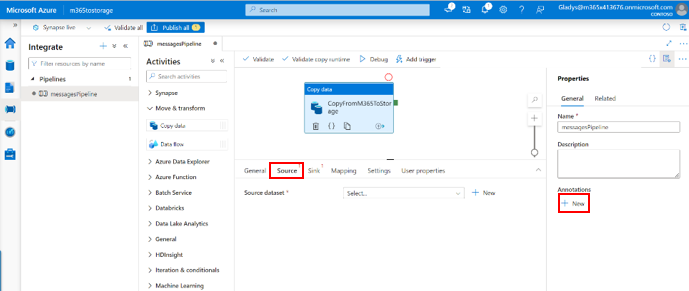 Microsoft Azure
m365tostorage
Search
Gladys@m365x413676.onmicrosoft.com
CONTOSO
Synapse live
Validate all
Publish all
1
Integrate
Filter resources by name
Pipelines
1
messagesPipeline
messagesPipeline
Activities
Search activities
Synapse
Move & transform
Copy data
Data flow
Azure Data Explorer
Azure Function
Batch Service
Databricks
Data Lake Analytics
General
HDInsight
Iteration & conditionals
Machine Learning
Validate
Validate copy runtime
Debug
Add trigger
Copy data
CopyFromM365ToSto
rage
General
Source
Sink
Mapping
Settings
User properties
Source dataset *
Select...
New
Properties
General
Related
Name *
messagesPipeline
Description
Annotations
New